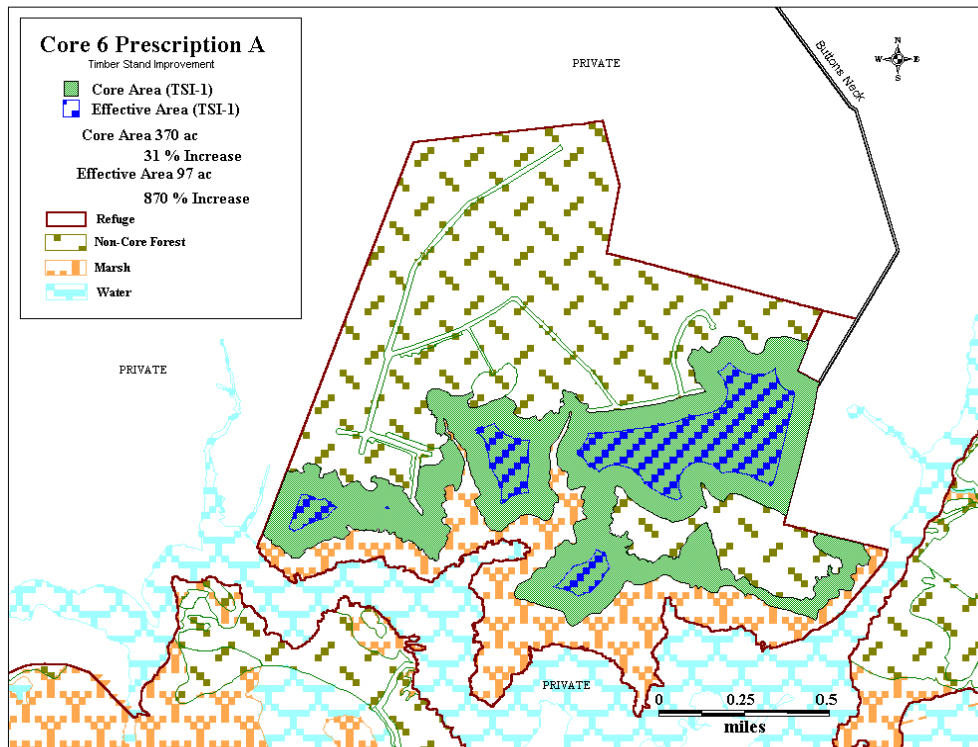 Core 6 Prescription A
Timber Stand Improvement
Core Area (TSI-1)
Effective Area (TSI-1)
Core Area 370 ac
31 % Increase
Effective Area 97 ac
870 % Increase
Refuge
Non-Core Forest
Marsh
Water
PRIVATE
Buttons Neck
N
W E
S
PRIVATE
PRIVATE
0 0.25 0.5
miles